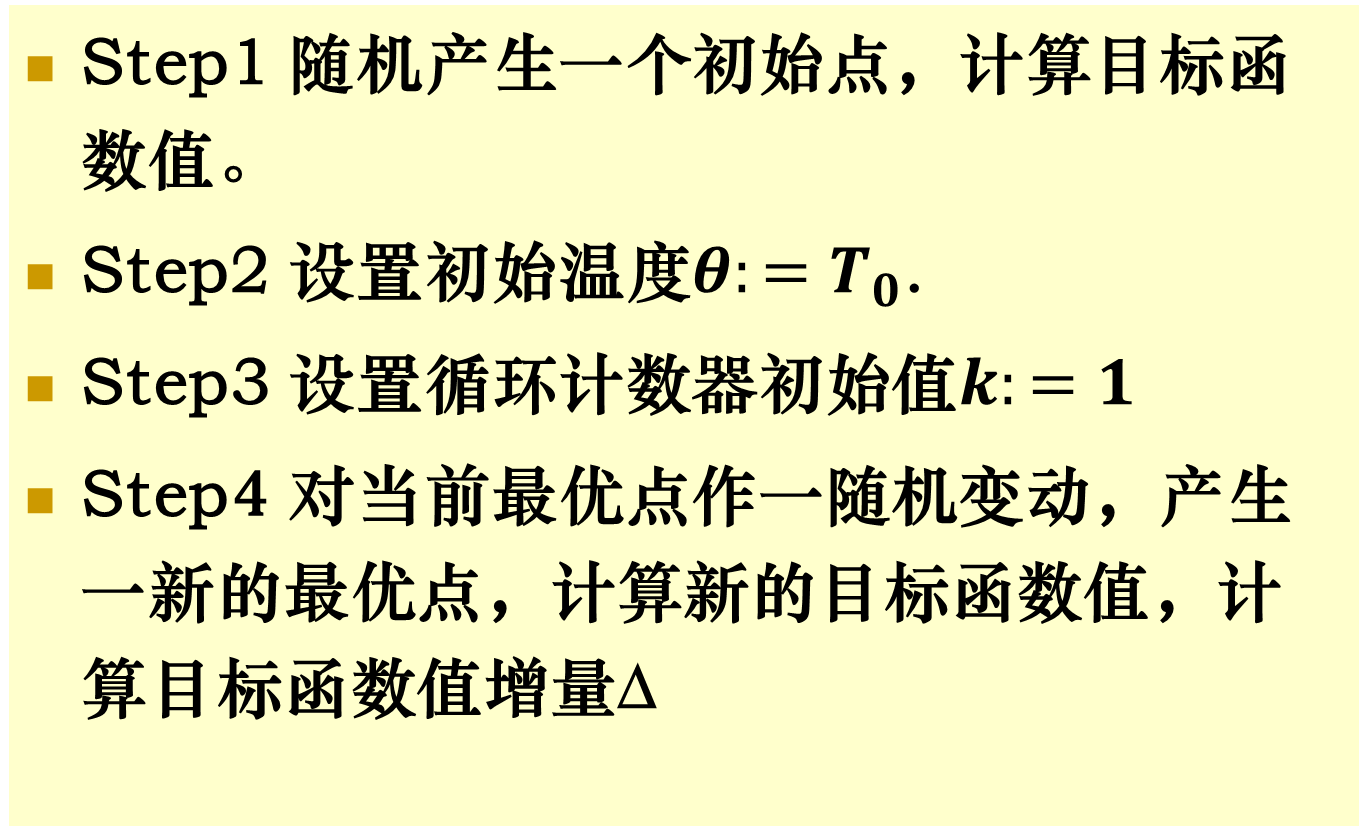 Step1 随机产生一个初始点，计算目标函
数值。
Step2 设置初始温度θ:= T₀.
Step3 设置循环计数器初始值k:= 1
Step4 对当前最优点作一随机变动，产生
一新的最优点，计算新的目标函数值，计
算目标函数值增量Δ